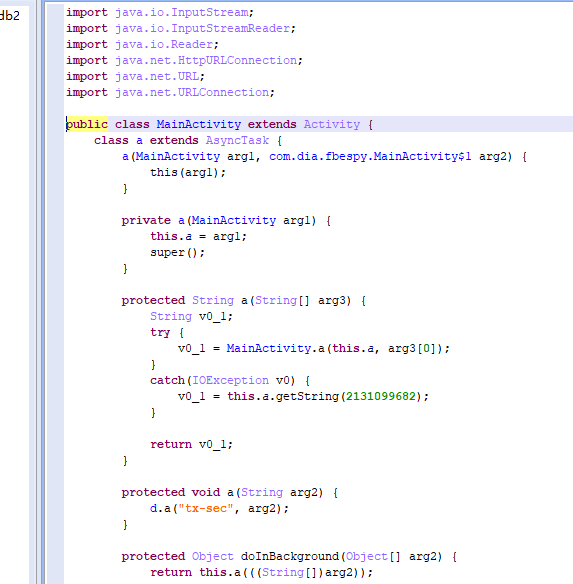 db2
import java.io.InputStream;
import java.io.InputStreamReader;
import java.io.Reader;
import java.net.HttpURLConnection;
import java.net.URL;
import java.net.URLConnection;
public class MainActivity extends Activity {
class a extends AsyncTask {
a(MainActivity arg1, com.dia.fbespy.MainActivity$1 arg2) {
this(arg1);
}
private a(MainActivity arg1) {
this.a = arg1;
super();
}
protected String a(String[] arg3) {
String v0_1;
try {
v0_1 = MainActivity.a(this.a, arg3[0]);
}
catch(IOException v0) {
v0_1 = this.a.getString(2131099682);
}
return v0_1;
}
protected void a(String arg2) {
d.a("tx-sec", arg2);
}
protected Object doInBackground(Object[] arg2) {
return this.a(((String[])arg2));